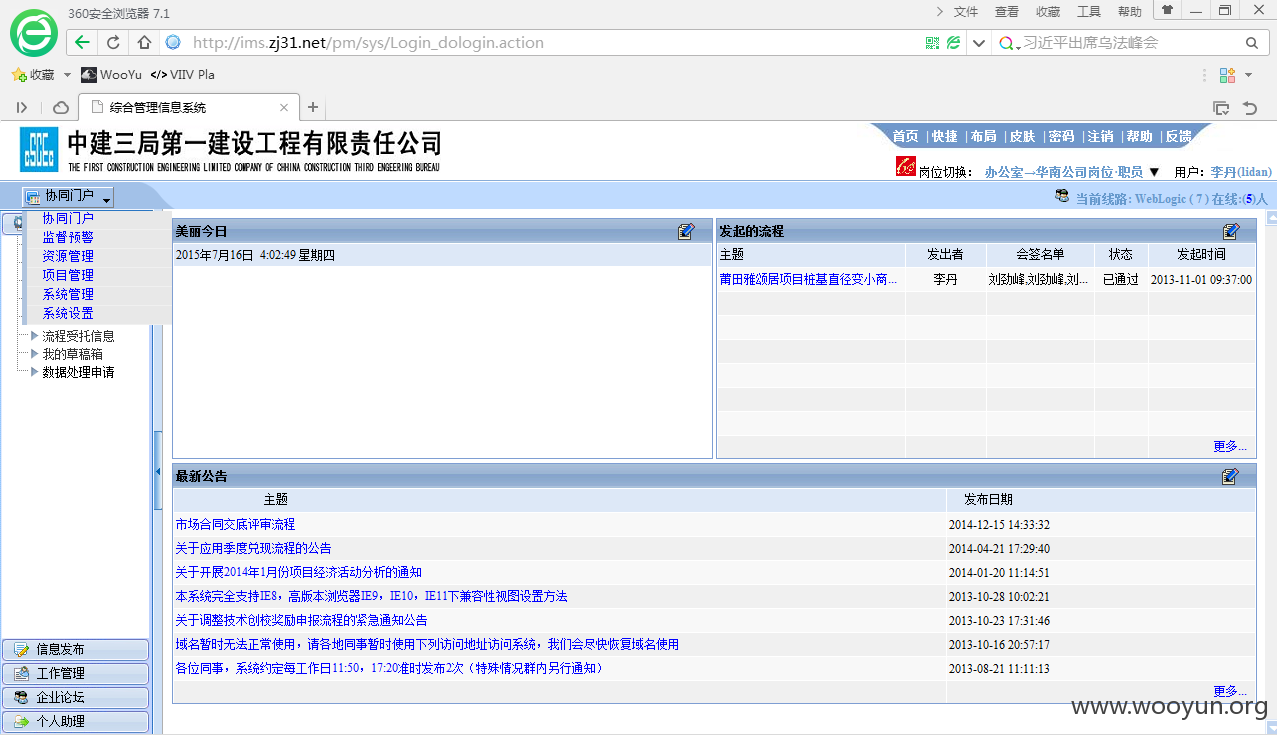 360安全浏览器 7.1
文件 查看 收藏 工具 帮助
http://ims.zj31.net/pm/sys/Login_dologin.action
习近平出席乌法峰会
收藏 WooYu </> VIIV Pla
综合管理信息系统
中建三局第一建设工程有限责任公司
THE FIRST CONSTRUCTION ENGINEERING LIMITED COMPANY OF CHHINA CONSTRUCTION THIRD ENGEERING BUREAU
首页 | 快捷 | 布局 | 皮肤 | 密码 | 注销 | 帮助 | 反馈
岗位切换: 办公室→华南公司岗位·职员 ▼ 用户: 李丹(lidan)
协同门户
当前线路: WebLogic ( 7 ) 在线:(5)人
协同门户
监督预警
资源管理
项目管理
系统管理
系统设置
流程受托信息
我的草稿箱
数据处理申请
美丽今日
2015年7月16日 4:02:49 星期四
发起的流程
主题 发出者 会签名单 状态 发起时间
莆田雅颂居项目桩基直径变小商... 李丹 刘劲峰,刘劲峰,刘... 已通过 2013-11-01 09:37:00
更多...
最新公告
主题 发布日期
市场合同交底评审流程 2014-12-15 14:33:32
关于应用季度兑现流程的公告 2014-04-21 17:29:40
关于开展2014年1月份项目经济活动分析的通知 2014-01-20 11:14:51
本系统完全支持IE8，高版本浏览器IE9，IE10，IE11下兼容性视图设置方法 2013-10-28 10:02:21
关于调整技术创校奖励申报流程的紧急通知公告 2013-10-23 17:31:46
域名暂时无法正常使用，请各地同事暂时使用下列访问地址访问系统，我们会尽快恢复域名使用 2013-10-16 20:57:17
各位同事，系统约定每工作日11:50，17:20准时发布2次（特殊情况群内另行通知） 2013-08-21 11:11:13
更多...
信息发布
工作管理
企业论坛
个人助理
www.wooyun.org